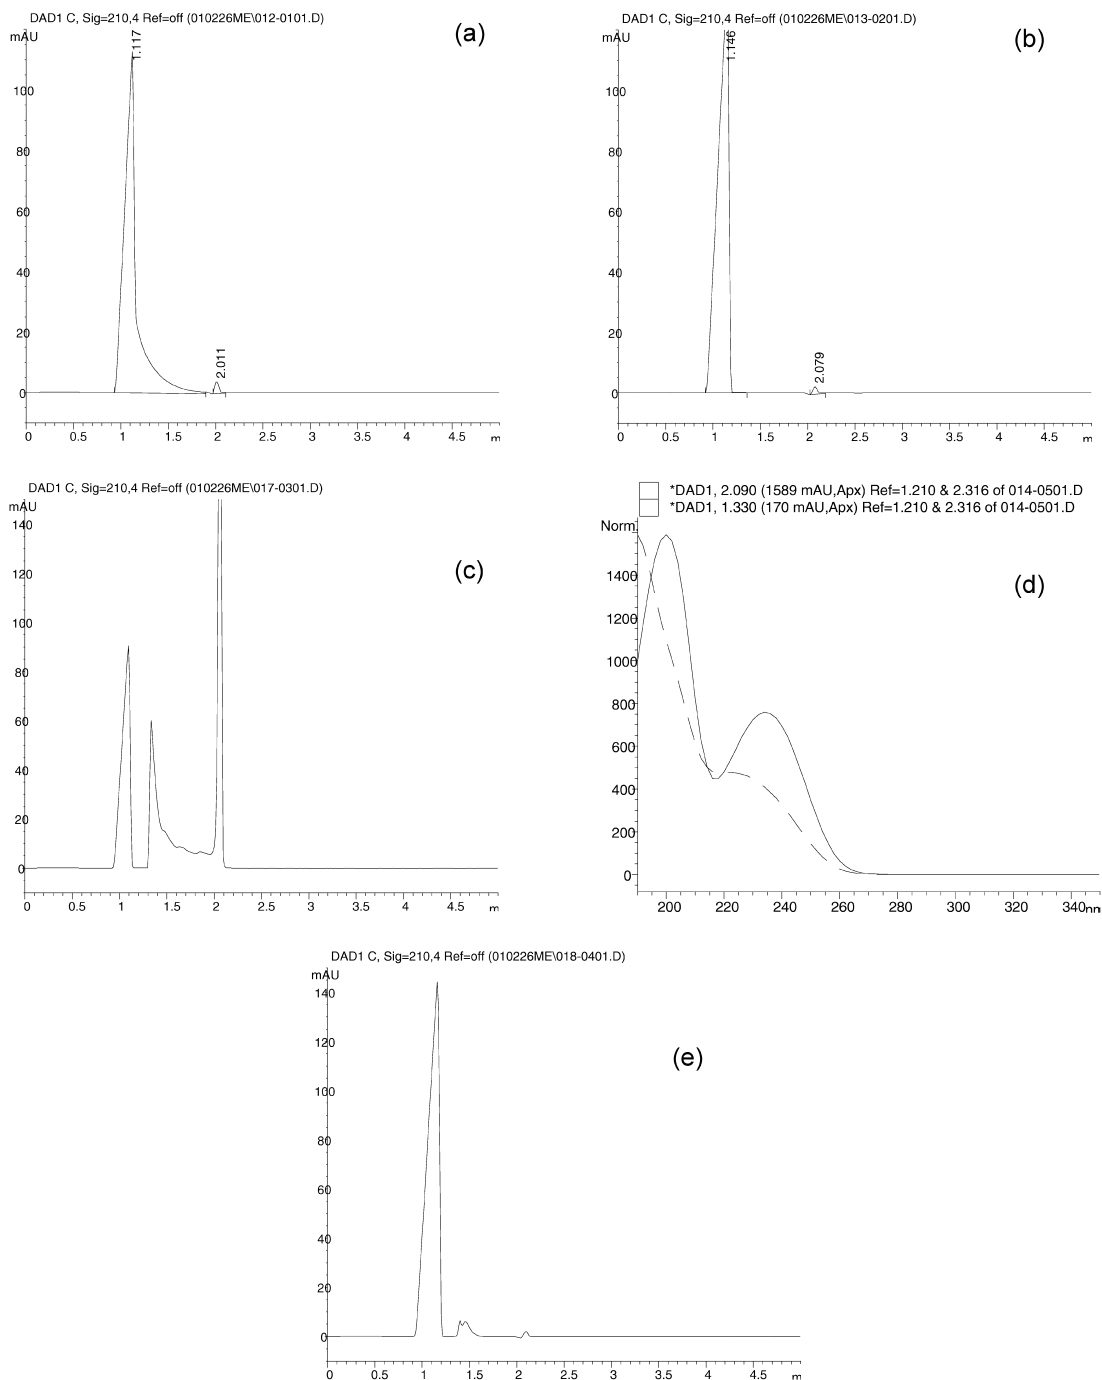 DAD1 C, Sig=210,4 Ref=off (010226ME\012-0101.D)
mAU
(a)
1.117
100
80
60
40
20
0
2.011
0 0.5 1 1.5 2 2.5 3 3.5 4 4.5 m
DAD1 C, Sig=210,4 Ref=off (010226ME\013-0201.D)
mAU
(b)
1.146
100
80
60
40
20
0
2.079
0 0.5 1 1.5 2 2.5 3 3.5 4 4.5 m
DAD1 C, Sig=210,4 Ref=off (010226ME\017-0301.D)
mAU
(c)
140
120
100
80
60
40
20
0
0 0.5 1 1.5 2 2.5 3 3.5 4 4.5 m
*DAD1, 2.090 (1589 mAU,Apx) Ref=1.210 & 2.316 of 014-0501.D
*DAD1, 1.330 (170 mAU,Apx) Ref=1.210 & 2.316 of 014-0501.D
Norm.
(d)
1400
1200
1000
800
600
400
200
0
200 220 240 260 280 300 320 340 nm
DAD1 C, Sig=210,4 Ref=off (010226ME\018-0401.D)
mAU
(e)
140
120
100
80
60
40
20
0
0 0.5 1 1.5 2 2.5 3 3.5 4 4.5 m